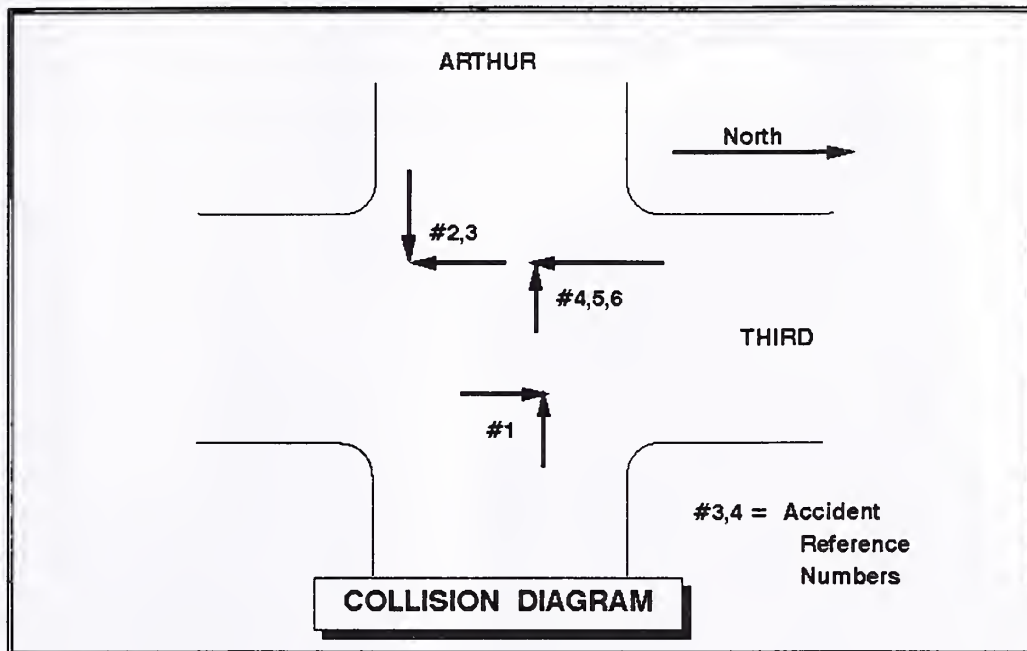 ARTHUR
North
#2,3
#4,5,6
THIRD
#1
#3,4 = Accident
Reference
Numbers
COLLISION DIAGRAM